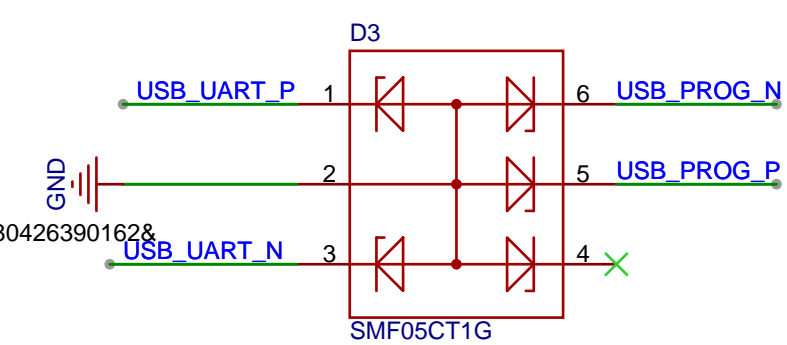 D3
USB_UART_P 1 6 USB_PROG_N
GND 2 5 USB_PROG_P
30426390162&
USB_UART_N 3 4
SMF05CT1G